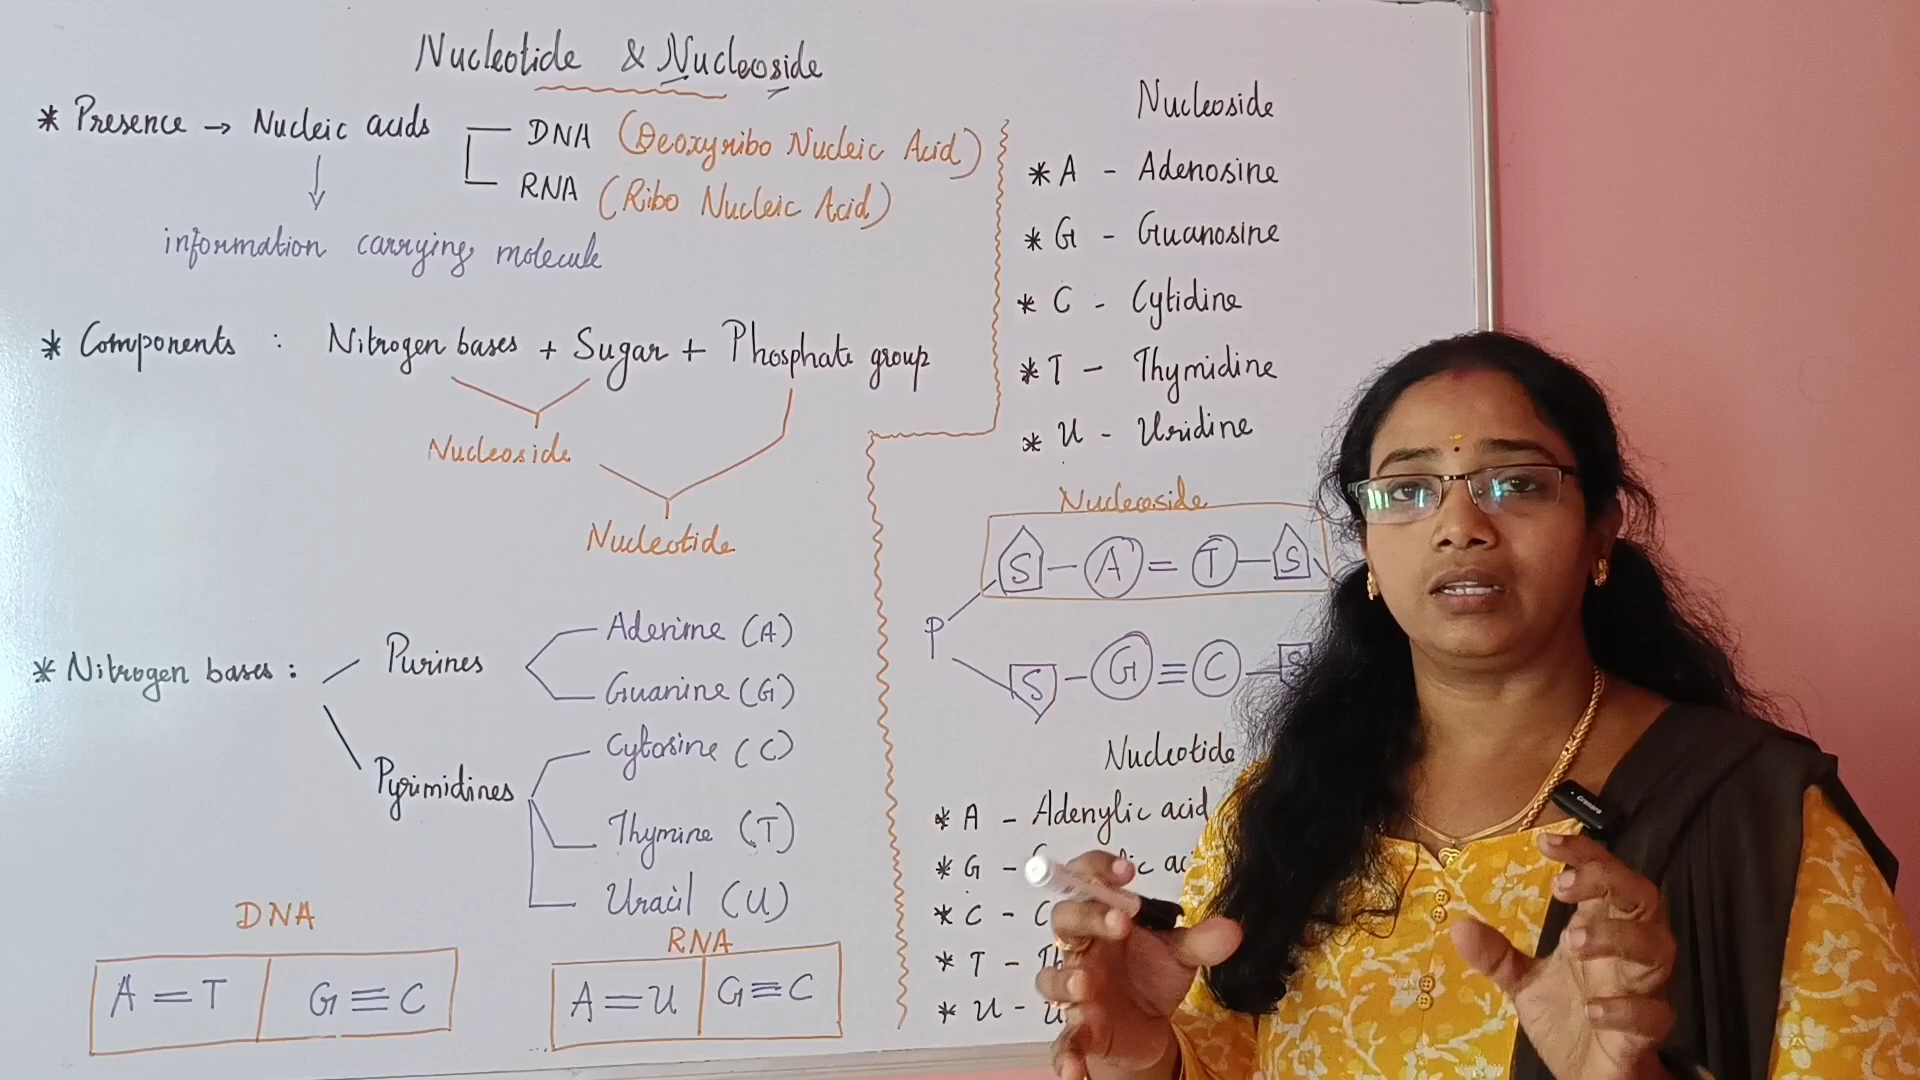 Nucleotide & Nucleoside
* Presence → Nucleic acids
DNA (Deoxyribo Nucleic Acid)
RNA (Ribo Nucleic Acid)
information carrying molecule
* Components : Nitrogen bases + Sugar + Phosphate group
Nucleoside
Nucleotide
* Nitrogen bases :
Purines
Adenine (A)
Guanine (G)
Pyrimidines
Cytosine (C)
Thymine (T)
Uracil (U)
DNA
A = T
G ≡ C
RNA
A = U
G ≡ C
Nucleoside
* A - Adenosine
* G - Guanosine
* C - Cytidine
* T - Thymidine
* U - Uridine
Nucleoside
S - A = T - S
P
S - G ≡ C - S
Nucleotide
* A - Adenylic acid
* G -
* C - C
* T - Th
* U - U